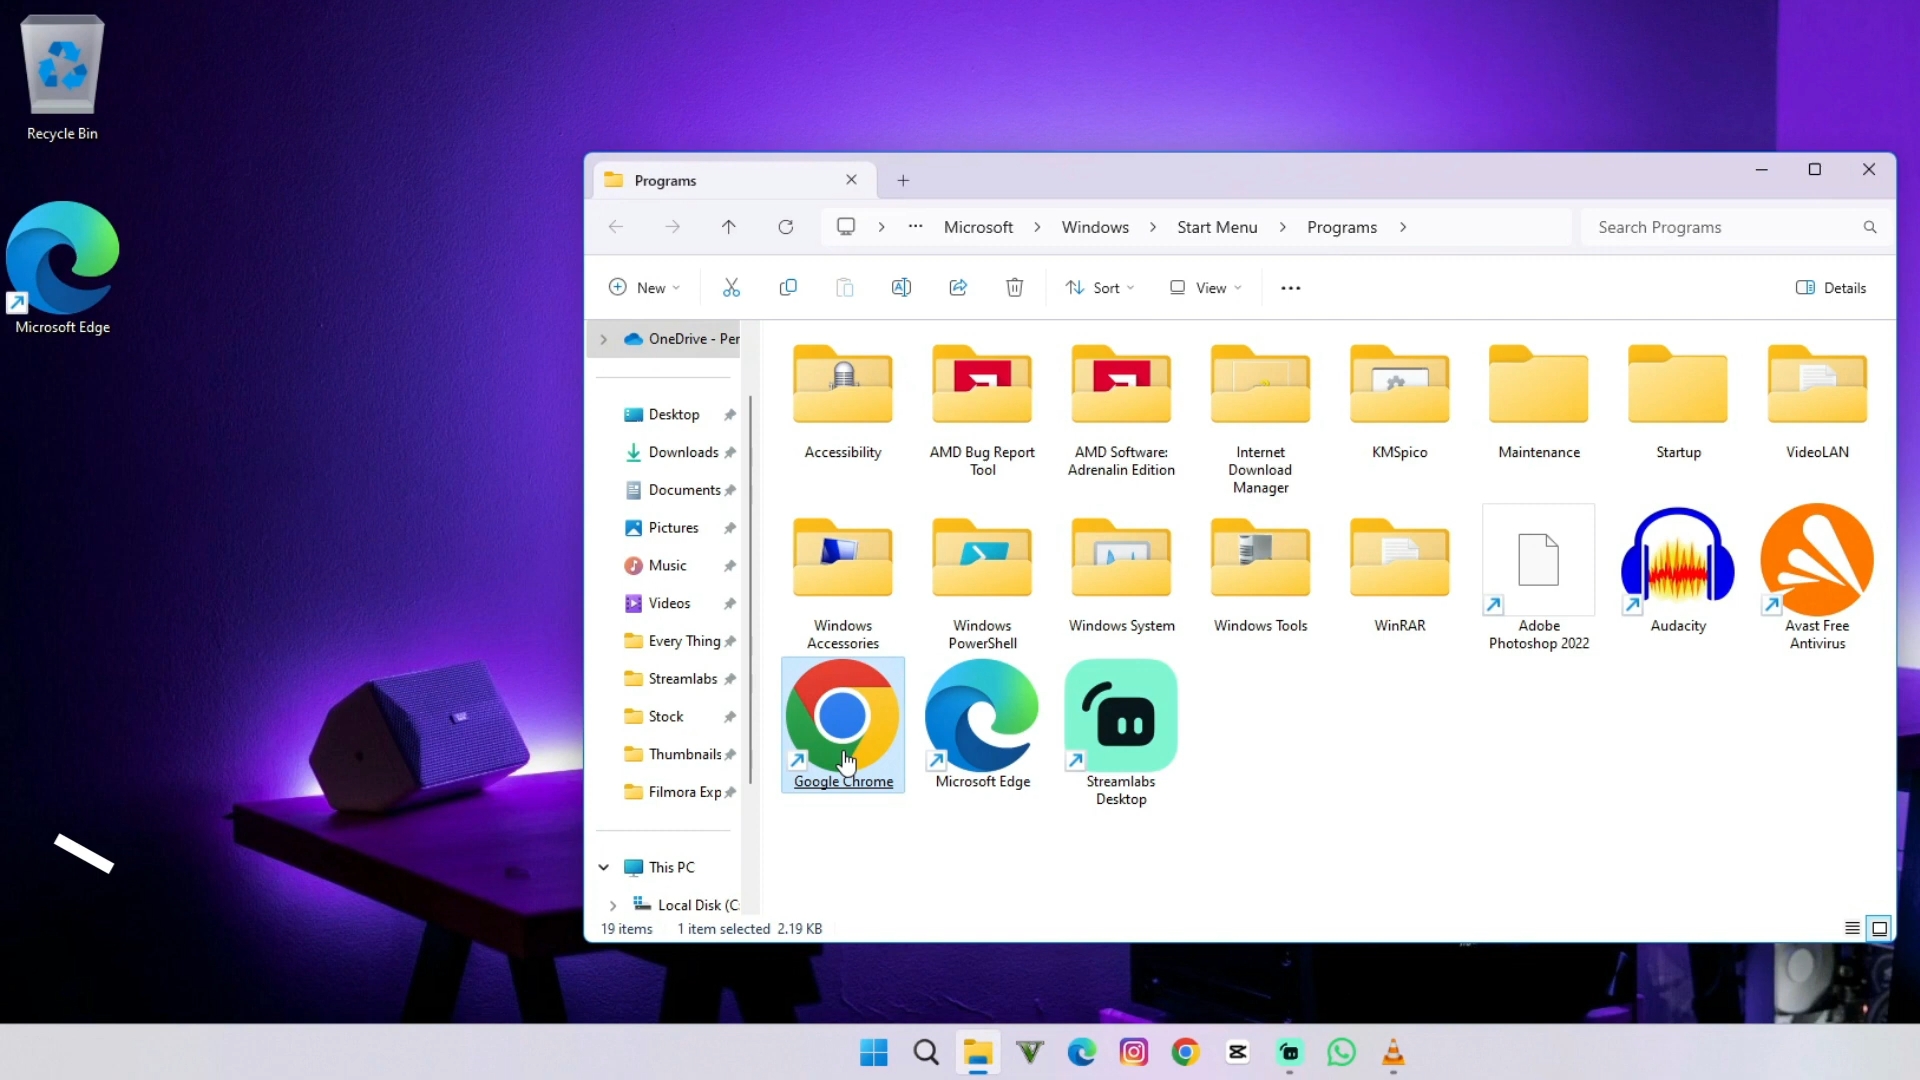 Recycle Bin
Microsoft Edge
Programs
Microsoft
Windows
Start Menu
Programs
Search Programs
New
Sort
View
Details
OneDrive - Per
Desktop
Downloads
Documents
Pictures
Music
Videos
Every Thing
Streamlabs
Stock
Thumbnails
Filmora Exp
This PC
Local Disk (C:
Accessibility
AMD Bug Report
Tool
AMD Software:
Adrenalin Edition
Internet
Download
Manager
KMSpico
Maintenance
Startup
VideoLAN
Windows
Accessories
Windows
PowerShell
Windows System
Windows Tools
WinRAR
Adobe
Photoshop 2022
Audacity
Avast Free
Antivirus
Google Chrome
Microsoft Edge
Streamlabs
Desktop
19 items
1 item selected 2.19 KB